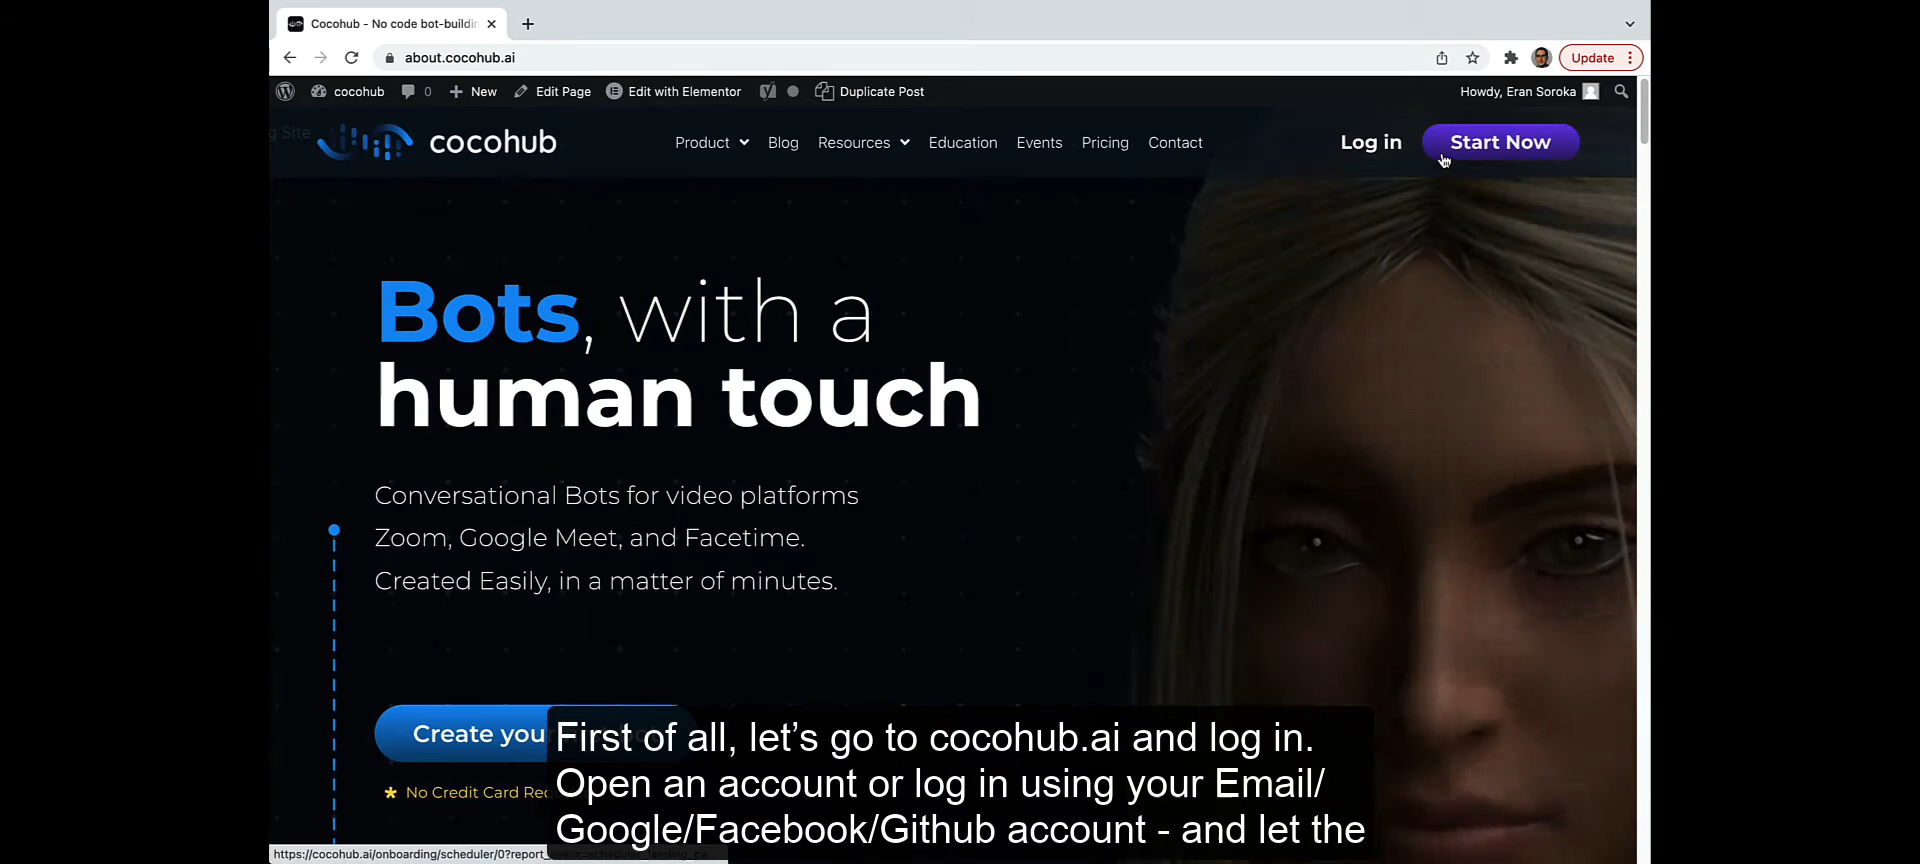 Cocohub - No code bot-buildin
about.cocohub.ai
Update
cocohub
0
New
Edit Page
Edit with Elementor
Duplicate Post
Howdy, Eran Soroka
g Site
cocohub
Product
Blog
Resources
Education
Events
Pricing
Contact
Log in
Start Now
Bots, with a
human touch
Conversational Bots for video platforms
Zoom, Google Meet, and Facetime.
Created Easily, in a matter of minutes.
Create you
No Credit Card Req
First of all, let’s go to cocohub.ai and log in.
Open an account or log in using your Email/
Google/Facebook/Github account - and let the
https://cocohub.ai/onboarding/scheduler/0?report